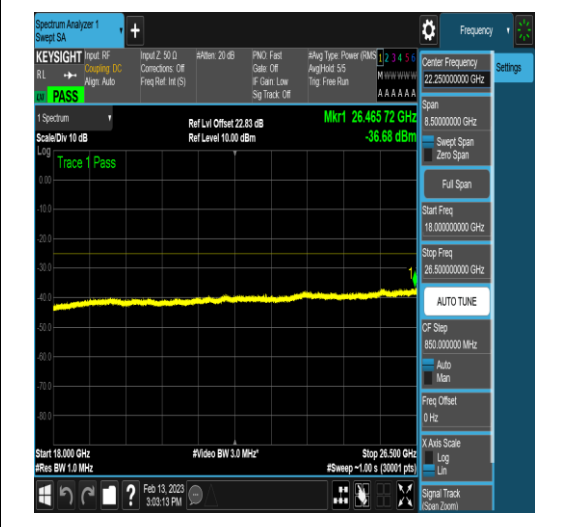 Spectrum Analyzer 1
Swept SA
+
Frequency
KEYSIGHT
RL
Input: RF
Coupling: DC
Align: Auto
Input Z: 50 Ω
Corrections: Off
Freq Ref: Int (S)
#Atten: 20 dB
PNO: Fast
Gate: Off
IF Gain: Low
Sig Track: Off
#Avg Type: Power (RMS
Avg|Hold: 5/5
Trig: Free Run
1 2 3 4 5 6
M W W W W W
A A A A A A
PASS
1 Spectrum
Scale/Div 10 dB
Ref Lvl Offset 22.83 dB
Ref Level 10.00 dBm
Mkr1 26.465 72 GHz
-36.68 dBm
Log
Trace 1 Pass
0.00
-10.0
-20.0
-30.0
-40.0
-50.0
-60.0
-70.0
-80.0
1
Start 18.000 GHz
#Res BW 1.0 MHz
#Video BW 3.0 MHz*
Stop 26.500 GHz
#Sweep ~1.00 s (30001 pts)
Feb 13, 2023
3:03:13 PM
?
Center Frequency
22.250000000 GHz
Span
8.50000000 GHz
Swept Span
Zero Span
Full Span
Start Freq
18.000000000 GHz
Stop Freq
26.500000000 GHz
AUTO TUNE
CF Step
850.000000 MHz
Auto
Man
Freq Offset
0 Hz
X Axis Scale
Log
Lin
Signal Track
(Span Zoom)
Settings